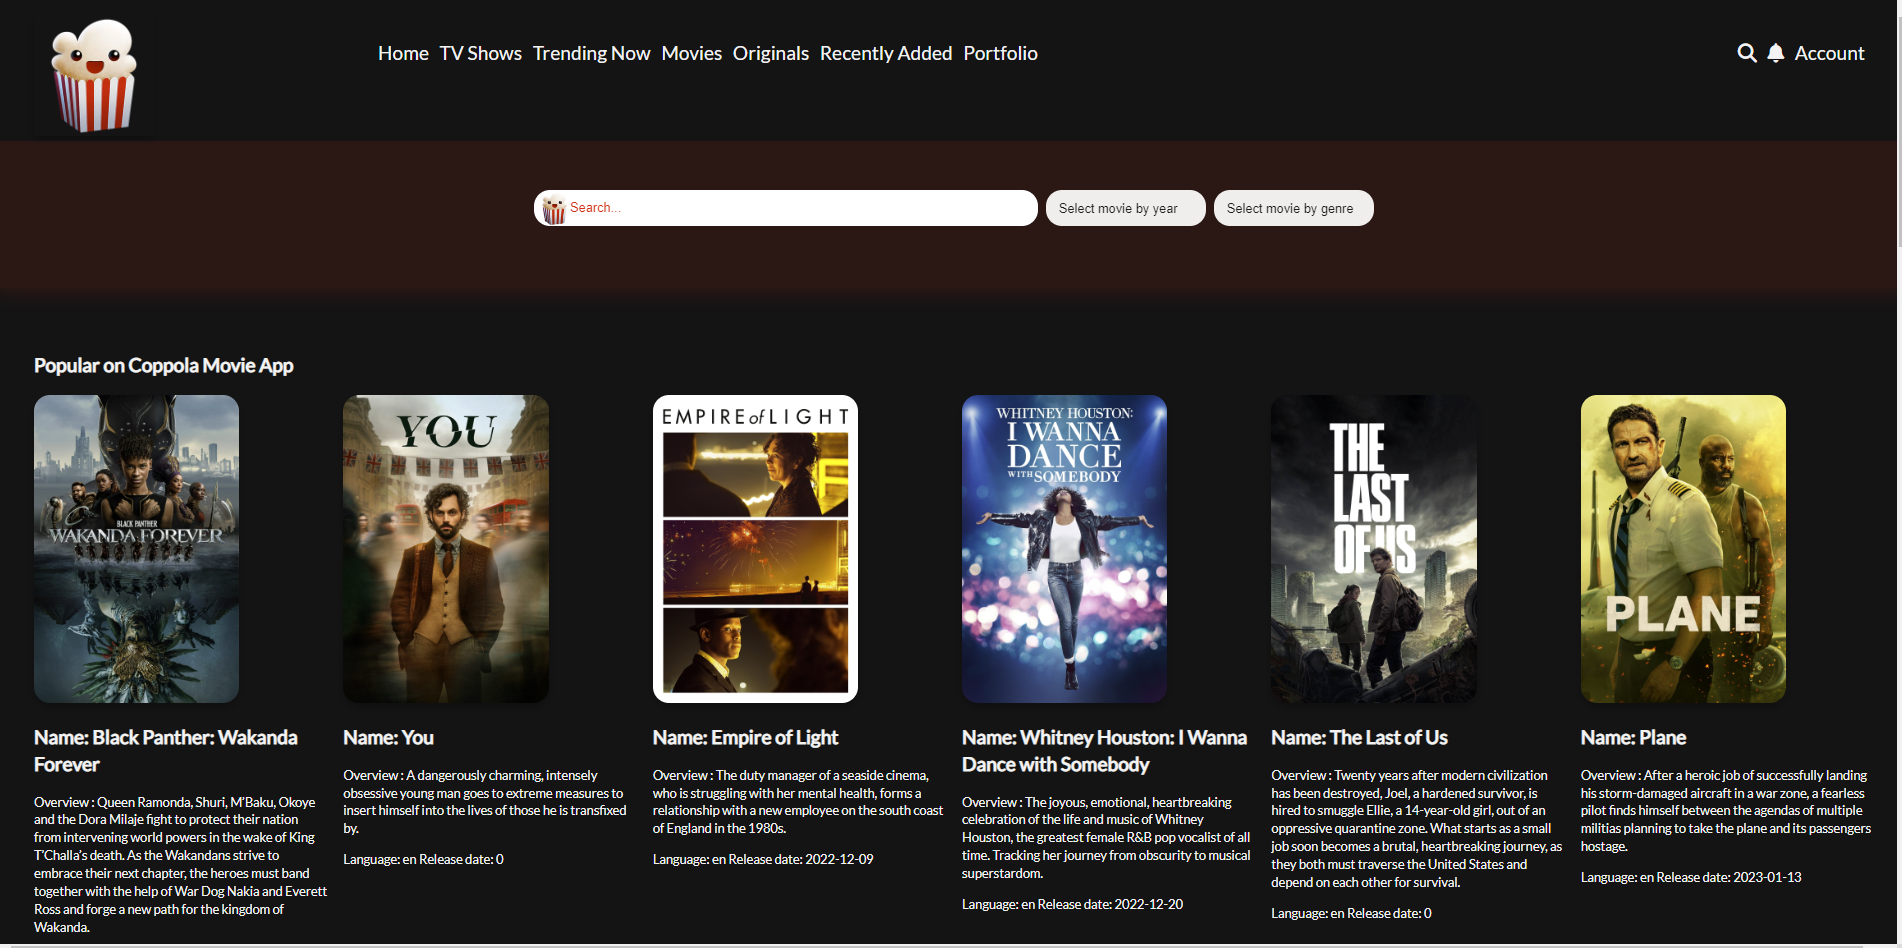 Home TV Shows Trending Now Movies Originals Recently Added Portfolio
Account
Search...
Select movie by year
Select movie by genre
Popular on Coppola Movie App
BLACK PANTHER
WAKANDA FOREVER
Name: Black Panther: Wakanda
Forever
Overview : Queen Ramonda, Shuri, M'Baku, Okoye
and the Dora Milaje fight to protect their nation
from intervening world powers in the wake of King
T'Challa's death. As the Wakandans strive to
embrace their next chapter, the heroes must band
together with the help of War Dog Nakia and Everett
Ross and forge a new path for the kingdom of
Wakanda.
YOU
Name: You
Overview : A dangerously charming, intensely
obsessive young man goes to extreme measures to
insert himself into the lives of those he is transfixed
by.
Language: en Release date: 0
EMPIRE of LIGHT
Name: Empire of Light
Overview : The duty manager of a seaside cinema,
who is struggling with her mental health, forms a
relationship with a new employee on the south coast
of England in the 1980s.
Language: en Release date: 2022-12-09
WHITNEY HOUSTON:
I WANNA
DANCE
WITH SOMEBODY
Name: Whitney Houston: I Wanna
Dance with Somebody
Overview : The joyous, emotional, heartbreaking
celebration of the life and music of Whitney
Houston, the greatest female R&B pop vocalist of all
time. Tracking her journey from obscurity to musical
superstardom.
Language: en Release date: 2022-12-20
THE
LAST
OF US
Name: The Last of Us
Overview : Twenty years after modern civilization
has been destroyed, Joel, a hardened survivor, is
hired to smuggle Ellie, a 14-year-old girl, out of an
oppressive quarantine zone. What starts as a small
job soon becomes a brutal, heartbreaking journey, as
they both must traverse the United States and
depend on each other for survival.
Language: en Release date: 0
PLANE
Name: Plane
Overview : After a heroic job of successfully landing
his storm-damaged aircraft in a war zone, a fearless
pilot finds himself between the agendas of multiple
militias planning to take the plane and its passengers
hostage.
Language: en Release date: 2023-01-13